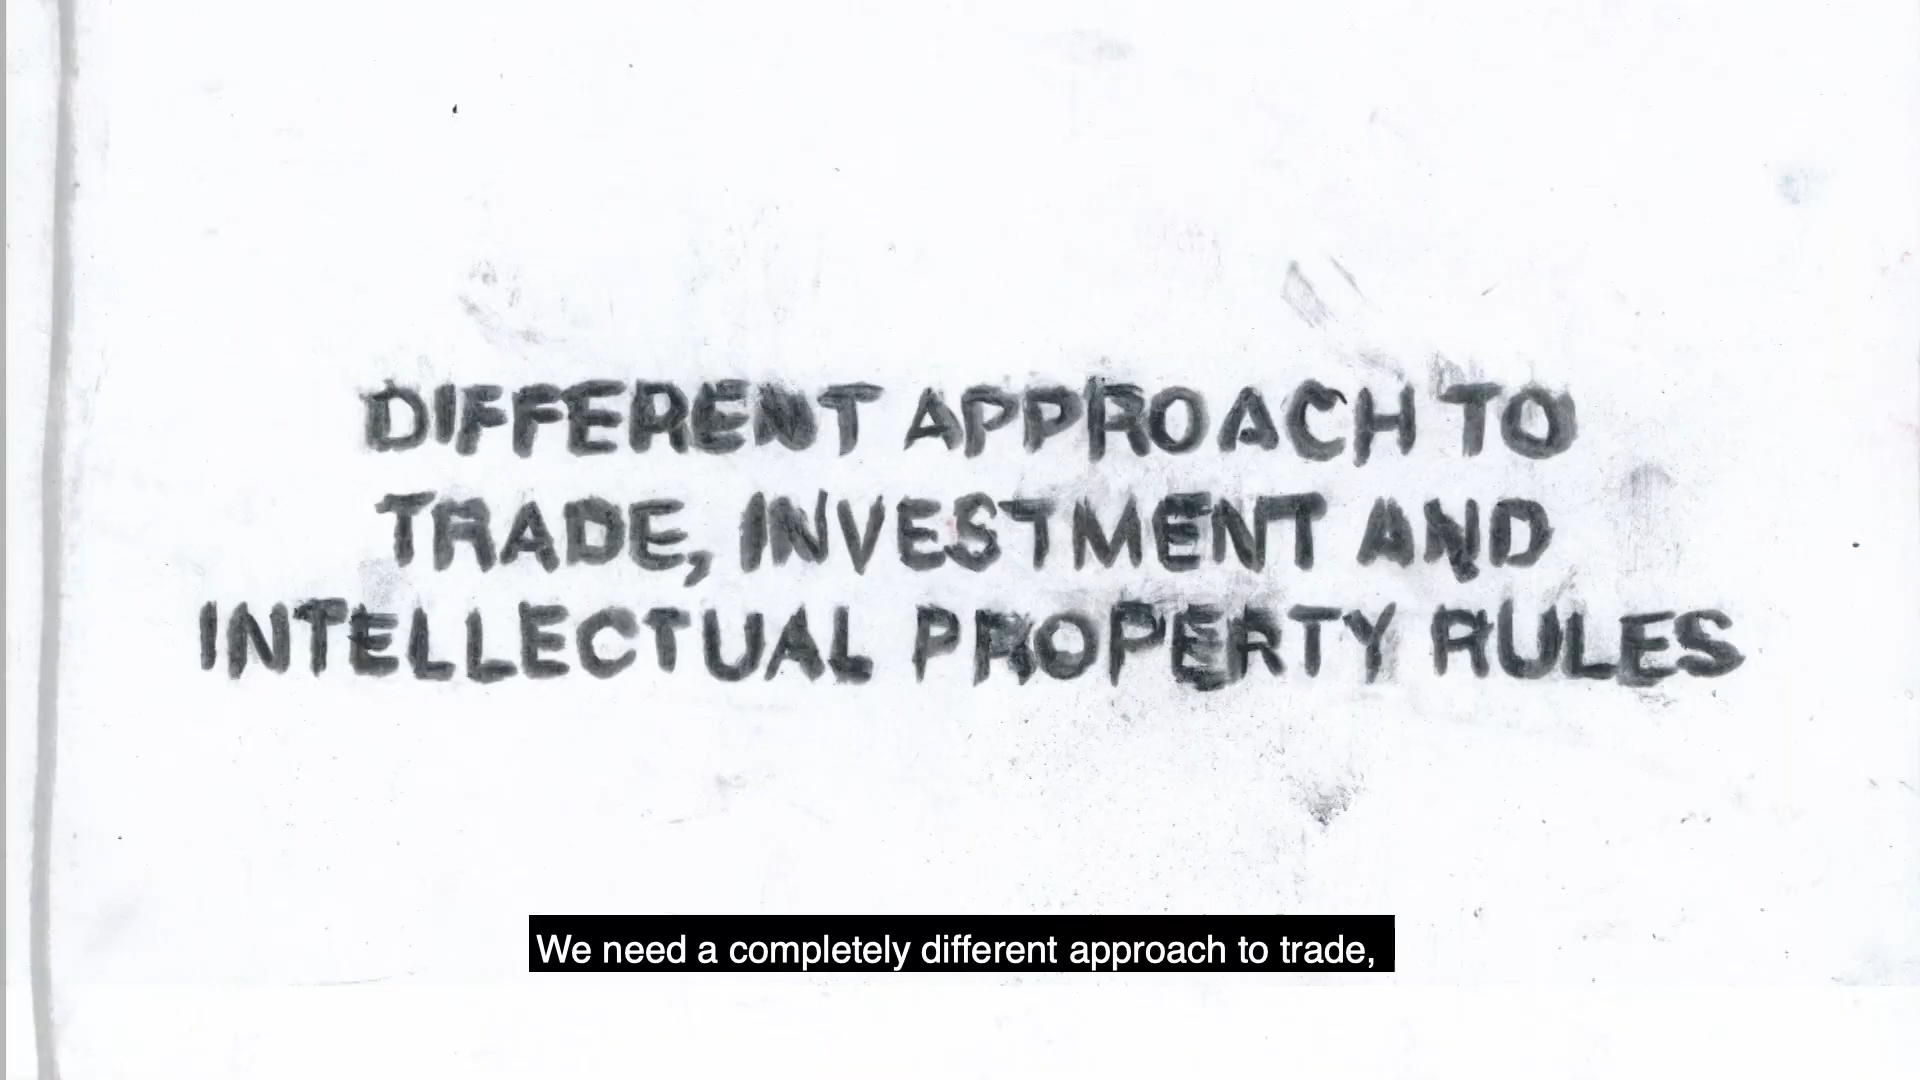 DIFFERENT APPROACH TO
TRADE, INVESTMENT AND
INTELLECTUAL PROPERTY RULES
We need a completely different approach to trade,